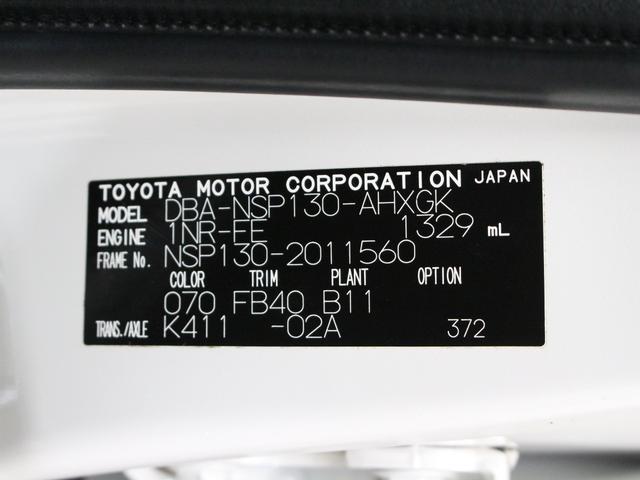 TOYOTA MOTOR CORPORATION JAPAN
MODEL DBA-NSP130-AHXGK
ENGINE 1NR-FE 1329 mL
FRAME No. NSP130-2011560
COLOR TRIM PLANT OPTION
070 FB40 B11
TRANS./AXLE K411 -02A 372